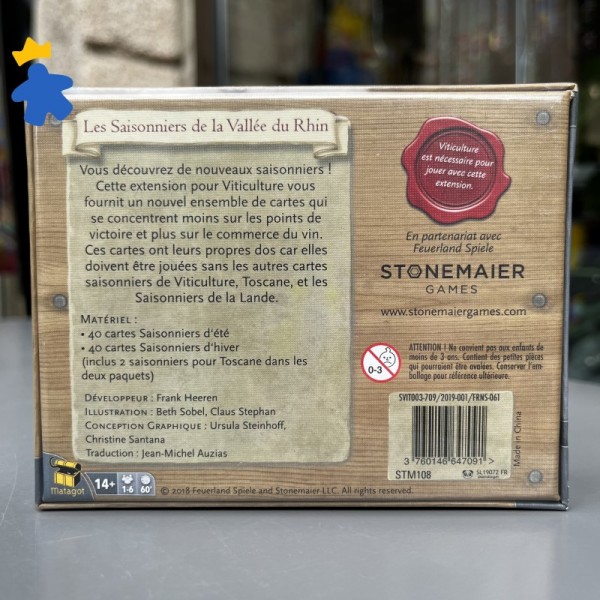 Les Saisonniers de la Vallée du Rhin
Vous découvrez de nouveaux saisonniers !
Cette extension pour Viticulture vous
fournit un nouvel ensemble de cartes qui
se concentrent moins sur les points de
victoire et plus sur le commerce du vin.
Ces cartes ont leurs propres dos car elles
doivent être jouées sans les autres cartes
saisonniers de Viticulture, Toscane, et les
Saisonniers de la Lande.
Matériel :
• 40 cartes Saisonniers d'été
• 40 cartes Saisonniers d'hiver
(inclus 2 saisonniers pour Toscane dans les
deux paquets)
Développeur : Frank Heeren
Illustration : Beth Sobel, Claus Stephan
Conception Graphique : Ursula Steinhoff,
Christine Santana
Traduction : Jean-Michel Auzias
Matagot
14+
1-6
60'
© 2018 Feuerland Spiele and Stonemaier LLC. All rights reserved.
Viticulture
est nécessaire pour
jouer avec cette
extension.
En partenariat avec
Feuerland Spiele
STONEMAIER
GAMES
www.stonemaiergames.com
0-3
ATTENTION ! Ne convient pas aux enfants de
moins de 3 ans. Contient des petites pièces
qui pourraient être avalées. Conserver l'em-
ballage pour référence ultérieure.
SVIT003-709/2019-001/FRNS-061
3 760146 647091 >
Made in China
STM108
SL19072 FR